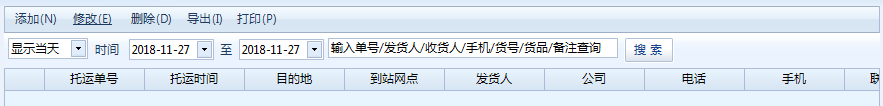 添加(N) 修改(E) 删除(D) 导出(I) 打印(P)
显示当天 时间 2018-11-27 至 2018-11-27 输入单号/发货人/收货人/手机/货号/货品/备注查询 搜 索
托运单号 托运时间 目的地 到站网点 发货人 公司 电话 手机